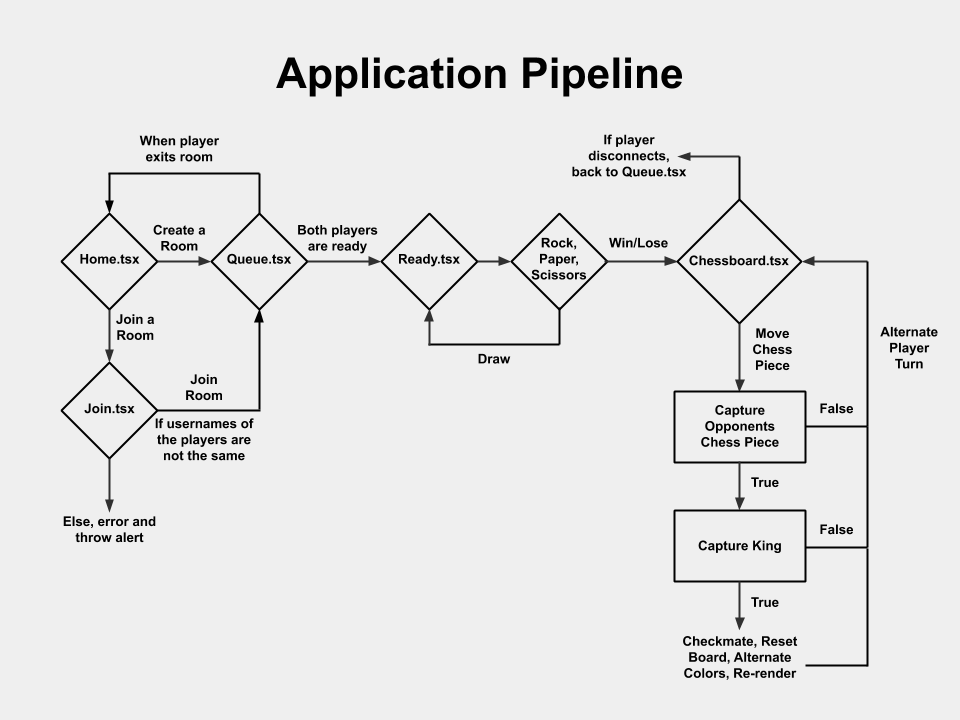 Application Pipeline
When player
exits room
If player
disconnects,
back to Queue.tsx
Home.tsx
Create a
Room
Queue.tsx
Both players
are ready
Ready.tsx
Rock,
Paper,
Scissors
Win/Lose
Chessboard.tsx
Join a
Room
Draw
Move
Chess
Piece
Alternate
Player
Turn
Join.tsx
Join
Room
If usernames of
the players are
not the same
Capture
Opponents
Chess Piece
False
True
Else, error and
throw alert
Capture King
False
True
Checkmate, Reset
Board, Alternate
Colors, Re-render